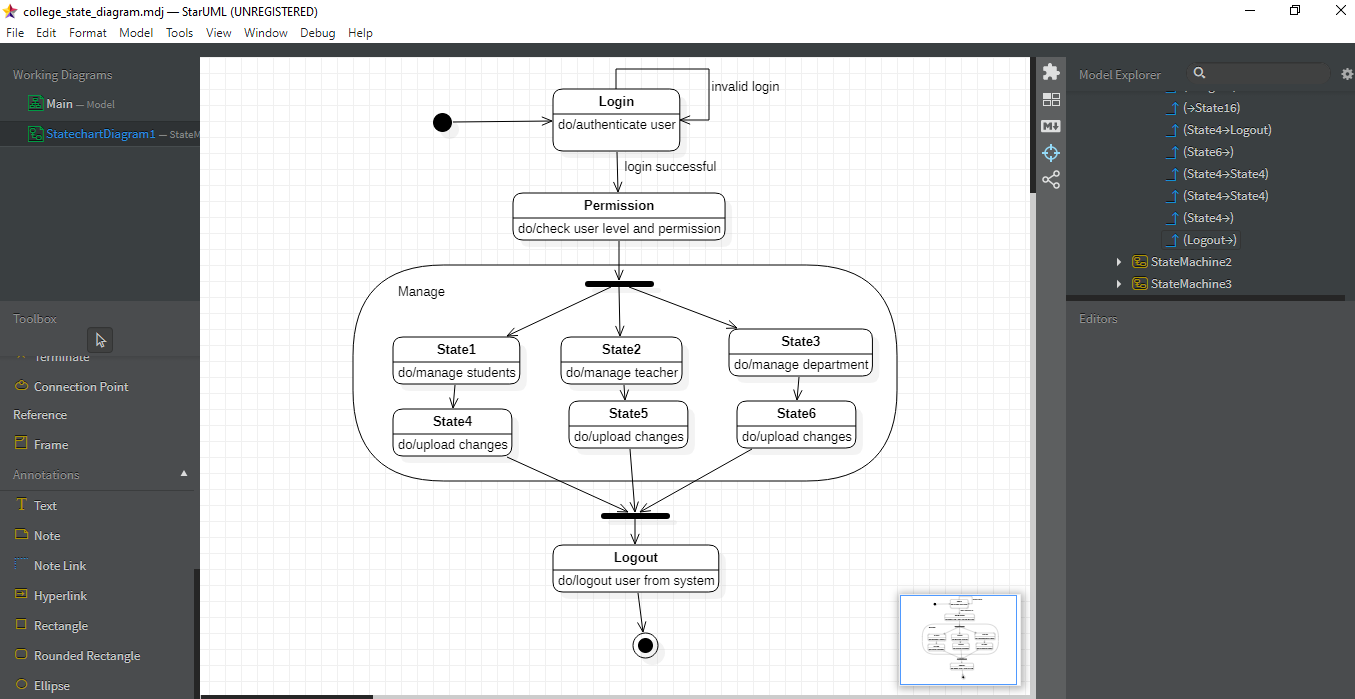 college_state_diagram.mdj — StarUML (UNREGISTERED)
File Edit Format Model Tools View Window Debug Help
Working Diagrams
Main — Model
StatechartDiagram1 — StateM
Toolbox
Terminate
Connection Point
Reference
Frame
Annotations
Text
Note
Note Link
Hyperlink
Rectangle
Rounded Rectangle
Ellipse
invalid login
Login
do/authenticate user
login successful
Permission
do/check user level and permission
Manage
State1
do/manage students
State2
do/manage teacher
State3
do/manage department
State4
do/upload changes
State5
do/upload changes
State6
do/upload changes
Logout
do/logout user from system
Model Explorer
(→State16)
(State4→Logout)
(State6→)
(State4→State4)
(State4→State4)
(State4→)
(Logout→)
StateMachine2
StateMachine3
Editors